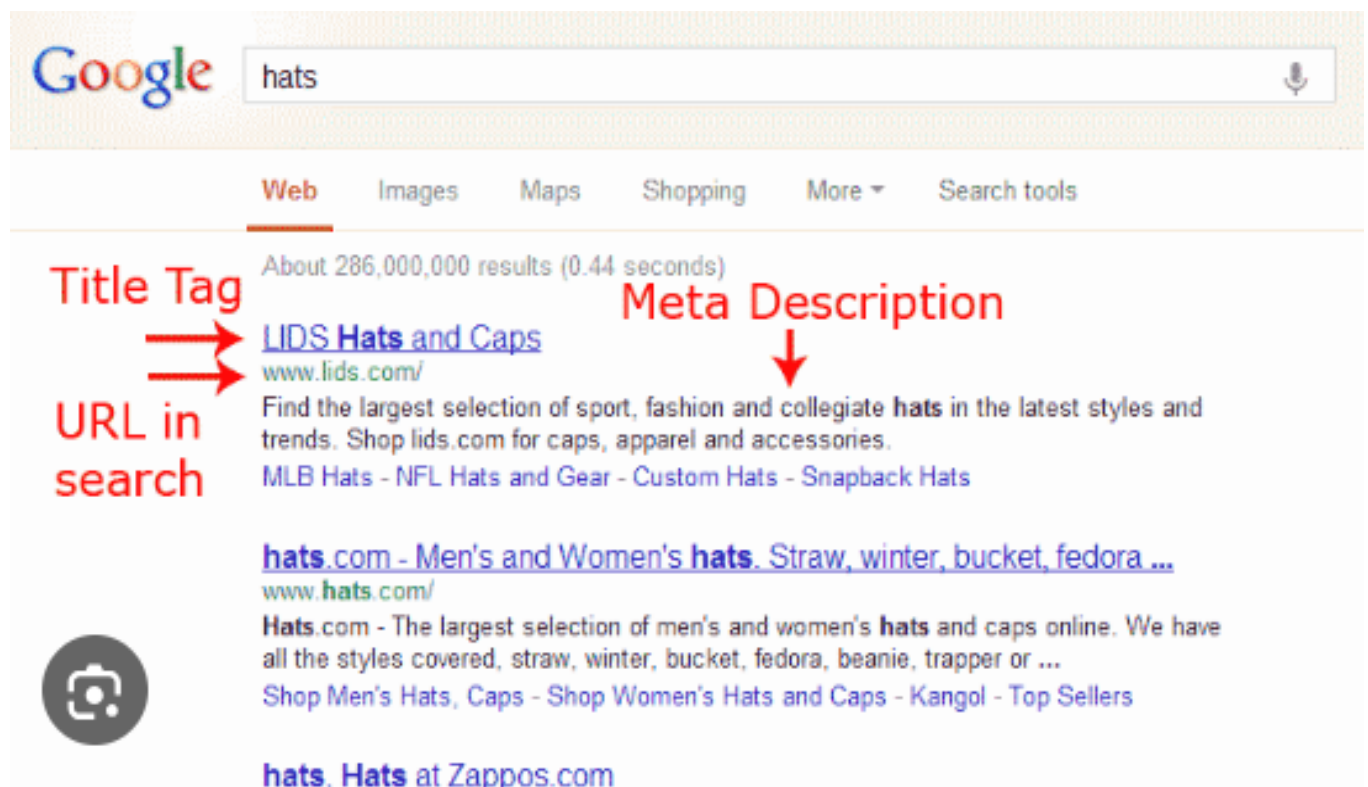 Google hats
Web Images Maps Shopping More Search tools
About 286,000,000 results (0.44 seconds)
Title Tag
Meta Description
LIDS Hats and Caps
www.lids.com/
URL in
search
Find the largest selection of sport, fashion and collegiate hats in the latest styles and
trends. Shop lids.com for caps, apparel and accessories.
MLB Hats - NFL Hats and Gear - Custom Hats - Snapback Hats
hats.com - Men's and Women's hats. Straw, winter, bucket, fedora ...
www.hats.com/
Hats.com - The largest selection of men's and women's hats and caps online. We have
all the styles covered, straw, winter, bucket, fedora, beanie, trapper or ...
Shop Men's Hats, Caps - Shop Women's Hats and Caps - Kangol - Top Sellers
hats, Hats at Zappos.com